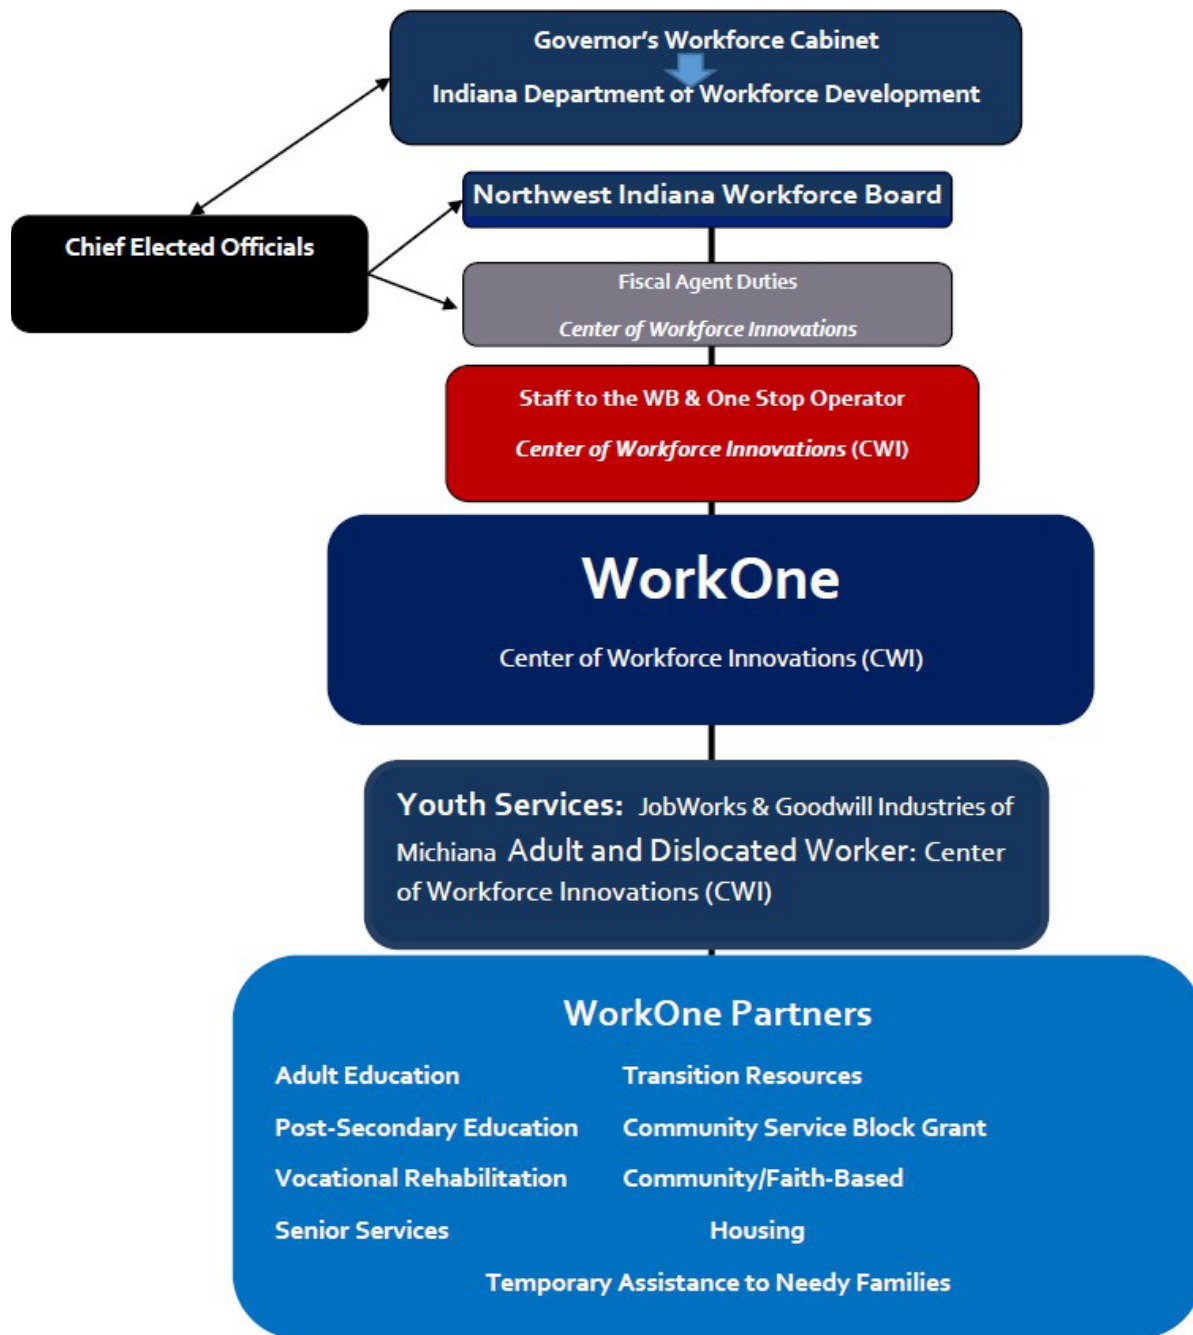 Governor's Workforce Cabinet
Indiana Department of Workforce Development
Northwest Indiana Workforce Board
Chief Elected Officials
Fiscal Agent Duties
Center of Workforce Innovations
Staff to the WB & One Stop Operator
Center of Workforce Innovations (CWI)
WorkOne
Center of Workforce Innovations (CWI)
Youth Services: JobWorks & Goodwill Industries of
Michiana Adult and Dislocated Worker: Center
of Workforce Innovations (CWI)
WorkOne Partners
Adult Education Transition Resources
Post-Secondary Education Community Service Block Grant
Vocational Rehabilitation Community/Faith-Based
Senior Services Housing
Temporary Assistance to Needy Families